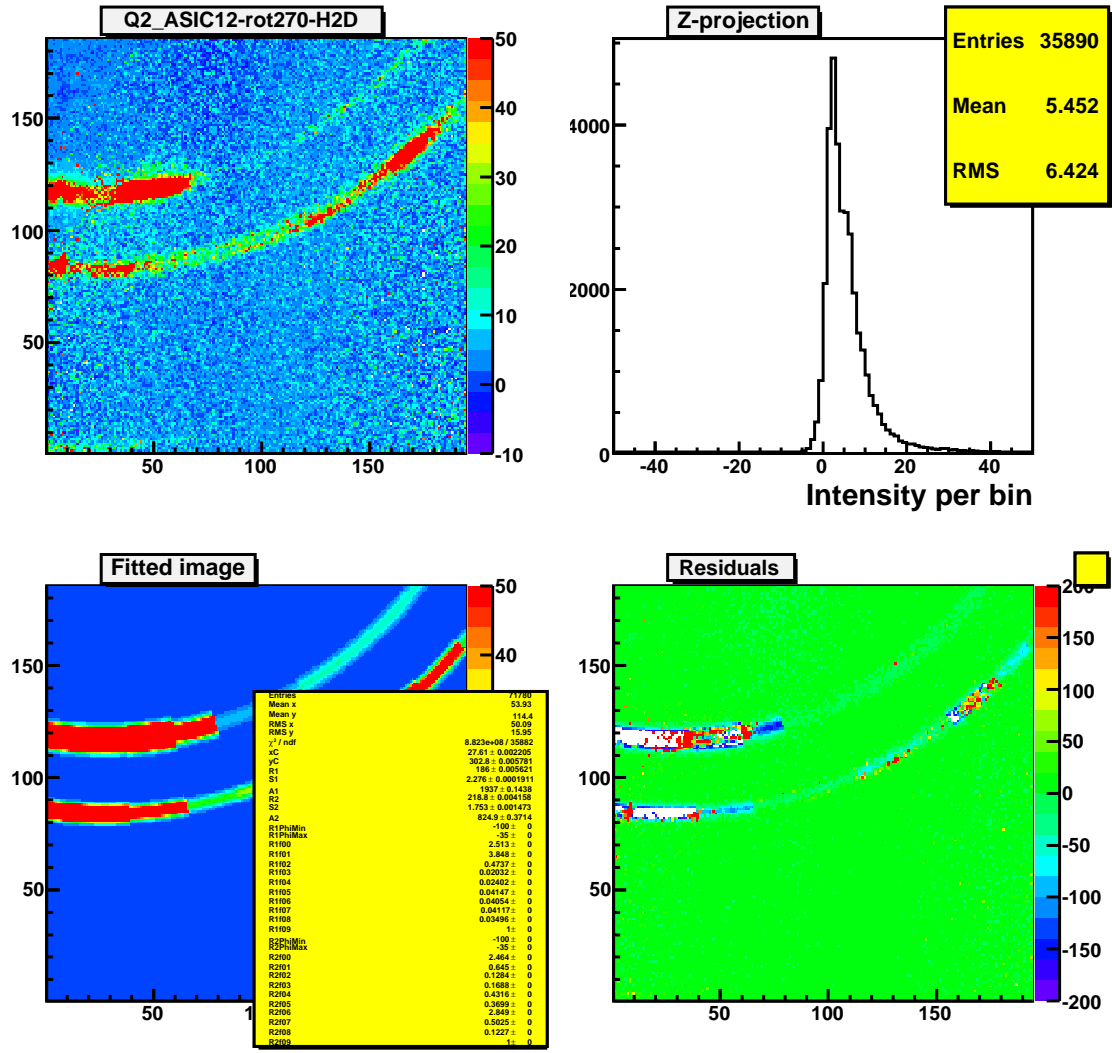 Q2_ASIC12-rot270-H2D
50
40
30
20
10
0
-10
150
100
50
50
100
150
Z-projection
Entries 35890
Mean 5.452
RMS 6.424
4000
2000
0
-40
-20
0
20
40
Intensity per bin
Fitted image
50
40
150
100
50
50
Entries 71780
Mean x 53.93
Mean y 114.4
RMS x 50.09
RMS y 15.95
χ² / ndf 8.823e+08 / 35882
xC 27.61 ± 0.002205
yC 302.8 ± 0.005781
R1 186 ± 0.005621
S1 2.276 ± 0.0001911
A1 1937 ± 0.1438
R2 218.8 ± 0.004158
S2 1.753 ± 0.001473
A2 824.9 ± 0.3714
R1PhiMin -100 ± 0
R1PhiMax -35 ± 0
R1f00 2.513 ± 0
R1f01 3.848 ± 0
R1f02 0.4737 ± 0
R1f03 0.02032 ± 0
R1f04 0.02402 ± 0
R1f05 0.04147 ± 0
R1f06 0.04054 ± 0
R1f07 0.04117 ± 0
R1f08 0.03496 ± 0
R1f09 1 ± 0
R2PhiMin -100 ± 0
R2PhiMax -35 ± 0
R2f00 2.464 ± 0
R2f01 0.645 ± 0
R2f02 0.1284 ± 0
R2f03 0.1688 ± 0
R2f04 0.4316 ± 0
R2f05 0.3699 ± 0
R2f06 2.849 ± 0
R2f07 0.5025 ± 0
R2f08 0.1227 ± 0
R2f09 1 ± 0
Residuals
200
150
100
50
0
-50
-100
-150
-200
150
100
50
50
100
150